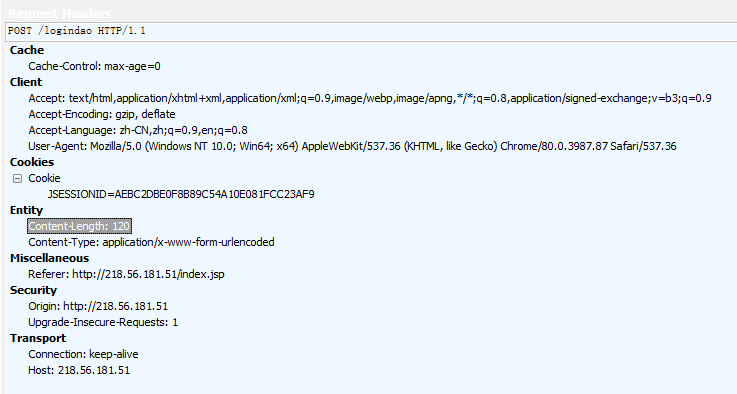 Request Headers
POST /logindao HTTP/1.1
Cache
Cache-Control: max-age=0
Client
Accept: text/html,application/xhtml+xml,application/xml;q=0.9,image/webp,image/apng,*/*;q=0.8,application/signed-exchange;v=b3;q=0.9
Accept-Encoding: gzip, deflate
Accept-Language: zh-CN,zh;q=0.9,en;q=0.8
User-Agent: Mozilla/5.0 (Windows NT 10.0; Win64; x64) AppleWebKit/537.36 (KHTML, like Gecko) Chrome/80.0.3987.87 Safari/537.36
Cookies
Cookie
JSESSIONID=AEBC2DBE0F8B89C54A10E081FCC23AF9
Entity
Content-Length: 120
Content-Type: application/x-www-form-urlencoded
Miscellaneous
Referer: http://218.56.181.51/index.jsp
Security
Origin: http://218.56.181.51
Upgrade-Insecure-Requests: 1
Transport
Connection: keep-alive
Host: 218.56.181.51